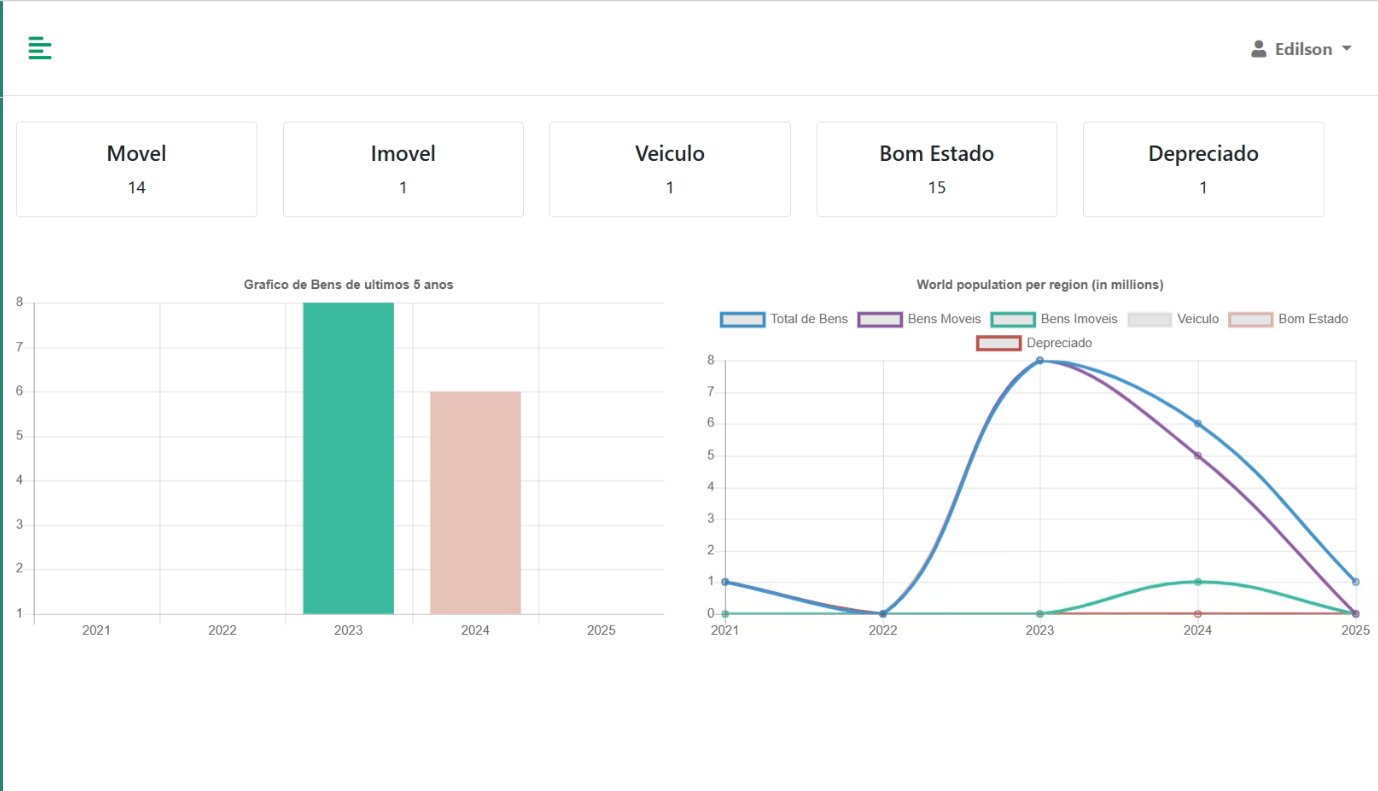 Edilson
Movel
14
Imovel
1
Veiculo
1
Bom Estado
15
Depreciado
1
Grafico de Bens de ultimos 5 anos
8
7
6
5
4
3
2
1
2021 2022 2023 2024 2025
World population per region (in millions)
Total de Bens Bens Moveis Bens Imoveis Veiculo Bom Estado
Depreciado
8
7
6
5
4
3
2
1
0
2021 2022 2023 2024 2025